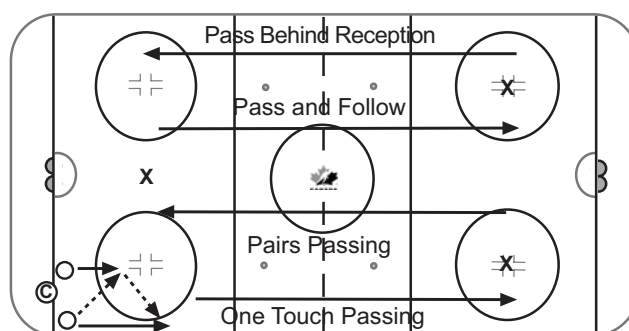 Pass Behind Reception
X
Pass and Follow
X
Pairs Passing
X
C
One Touch Passing